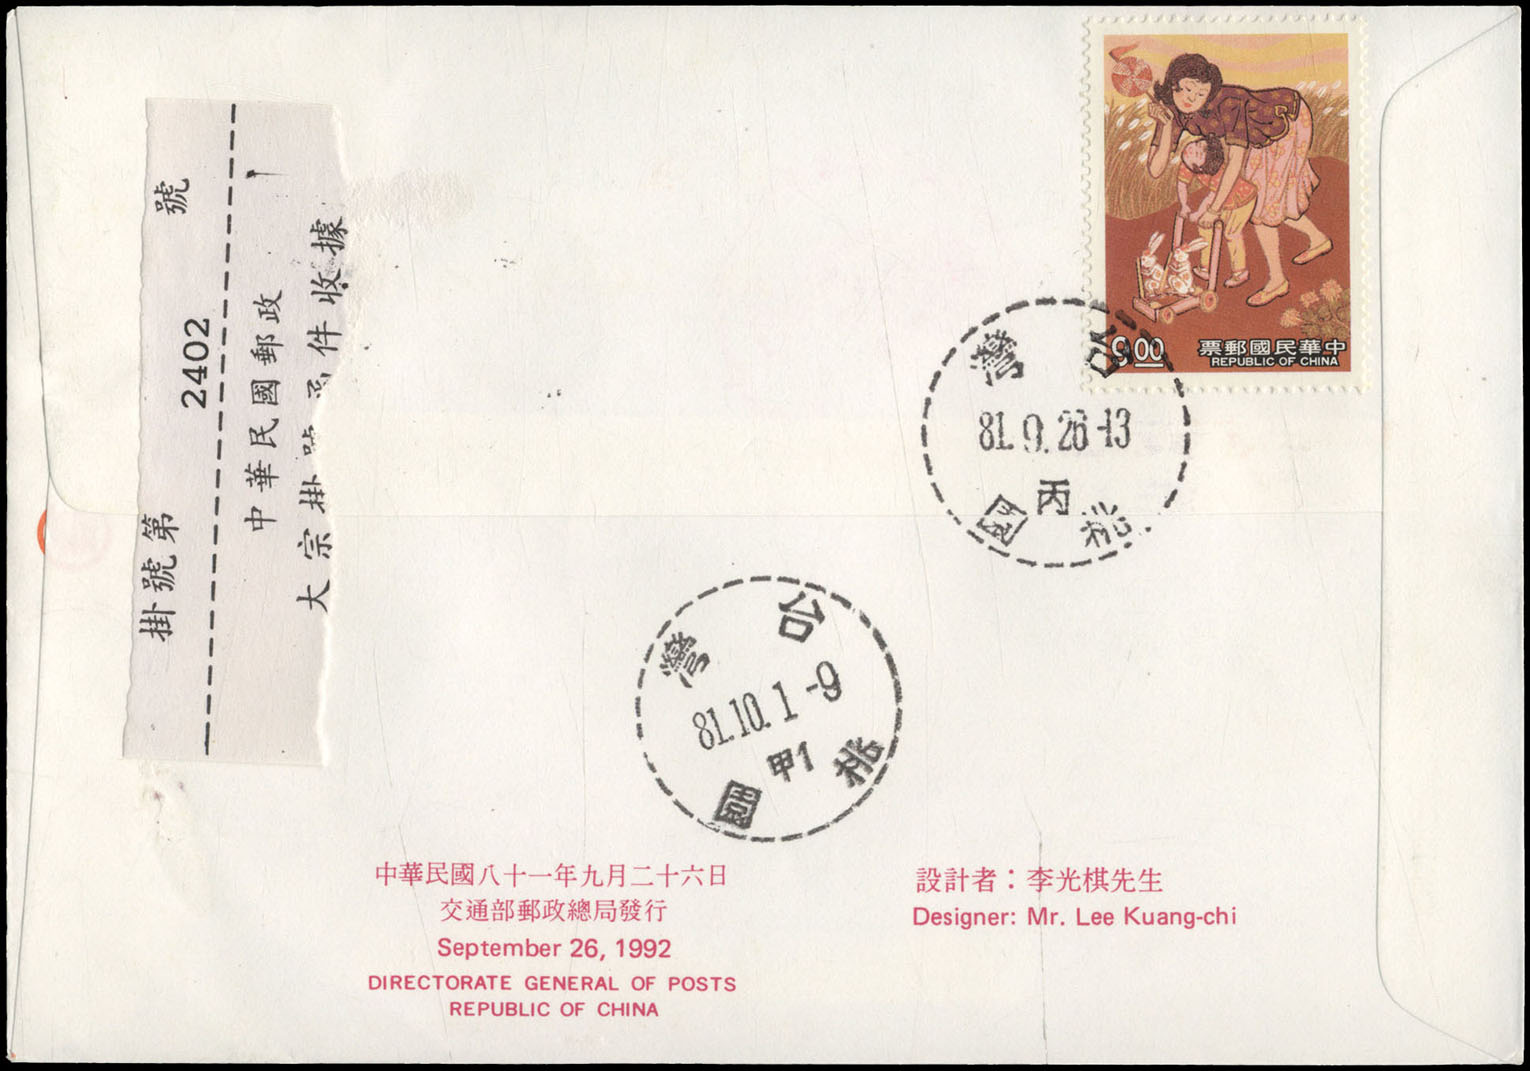 掛號第 2402 號
中華民國郵政
大宗掛號函件收據
9.00
票郵國民華中
REPUBLIC OF CHINA
台灣
81.9.26-13
丙
桃園
台灣
81.10.1-9
甲1
桃園
中華民國八十一年九月二十六日
交通部郵政總局發行
September 26, 1992
DIRECTORATE GENERAL OF POSTS
REPUBLIC OF CHINA
設計者：李光棋先生
Designer: Mr. Lee Kuang-chi